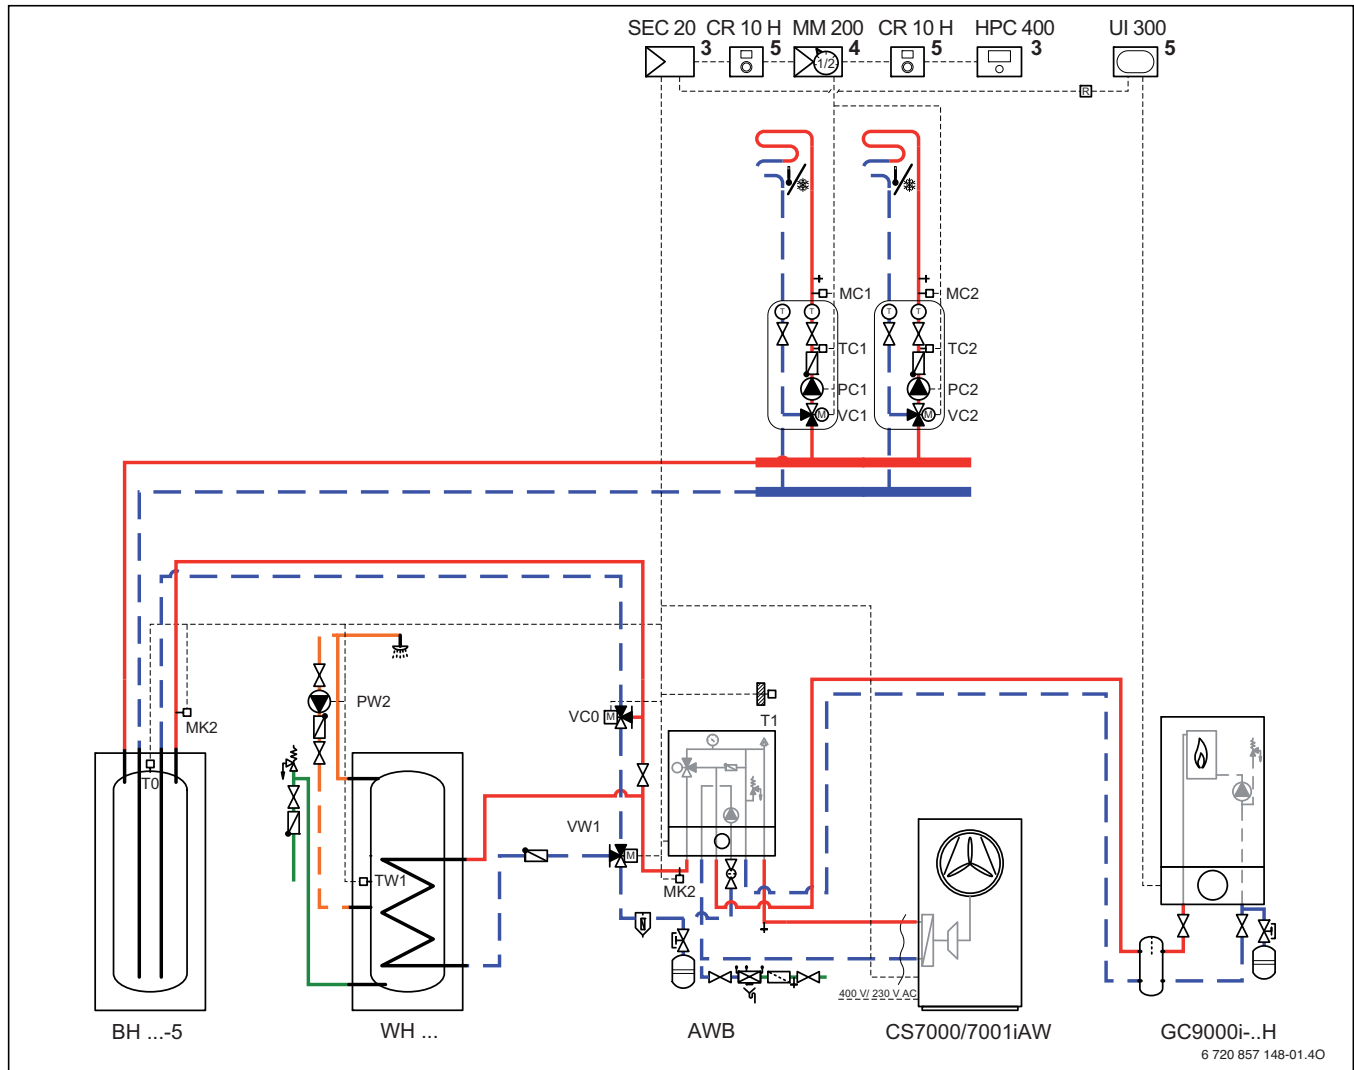 SEC 20 CR 10 H MM 200 CR 10 H HPC 400 UI 300
3 5 4 5 3 5
1/2
R
MC1 MC2
T T T T
TC1 TC2
PC1 PC2
M VC1 M VC2
PW2
MK2
VC0 M
T1
T0
VW1
M
TW1
MK2
400 V/ 230 V AC
BH ...-5 WH ... AWB CS7000/7001iAW GC9000i-..H
6 720 857 148-01.4O